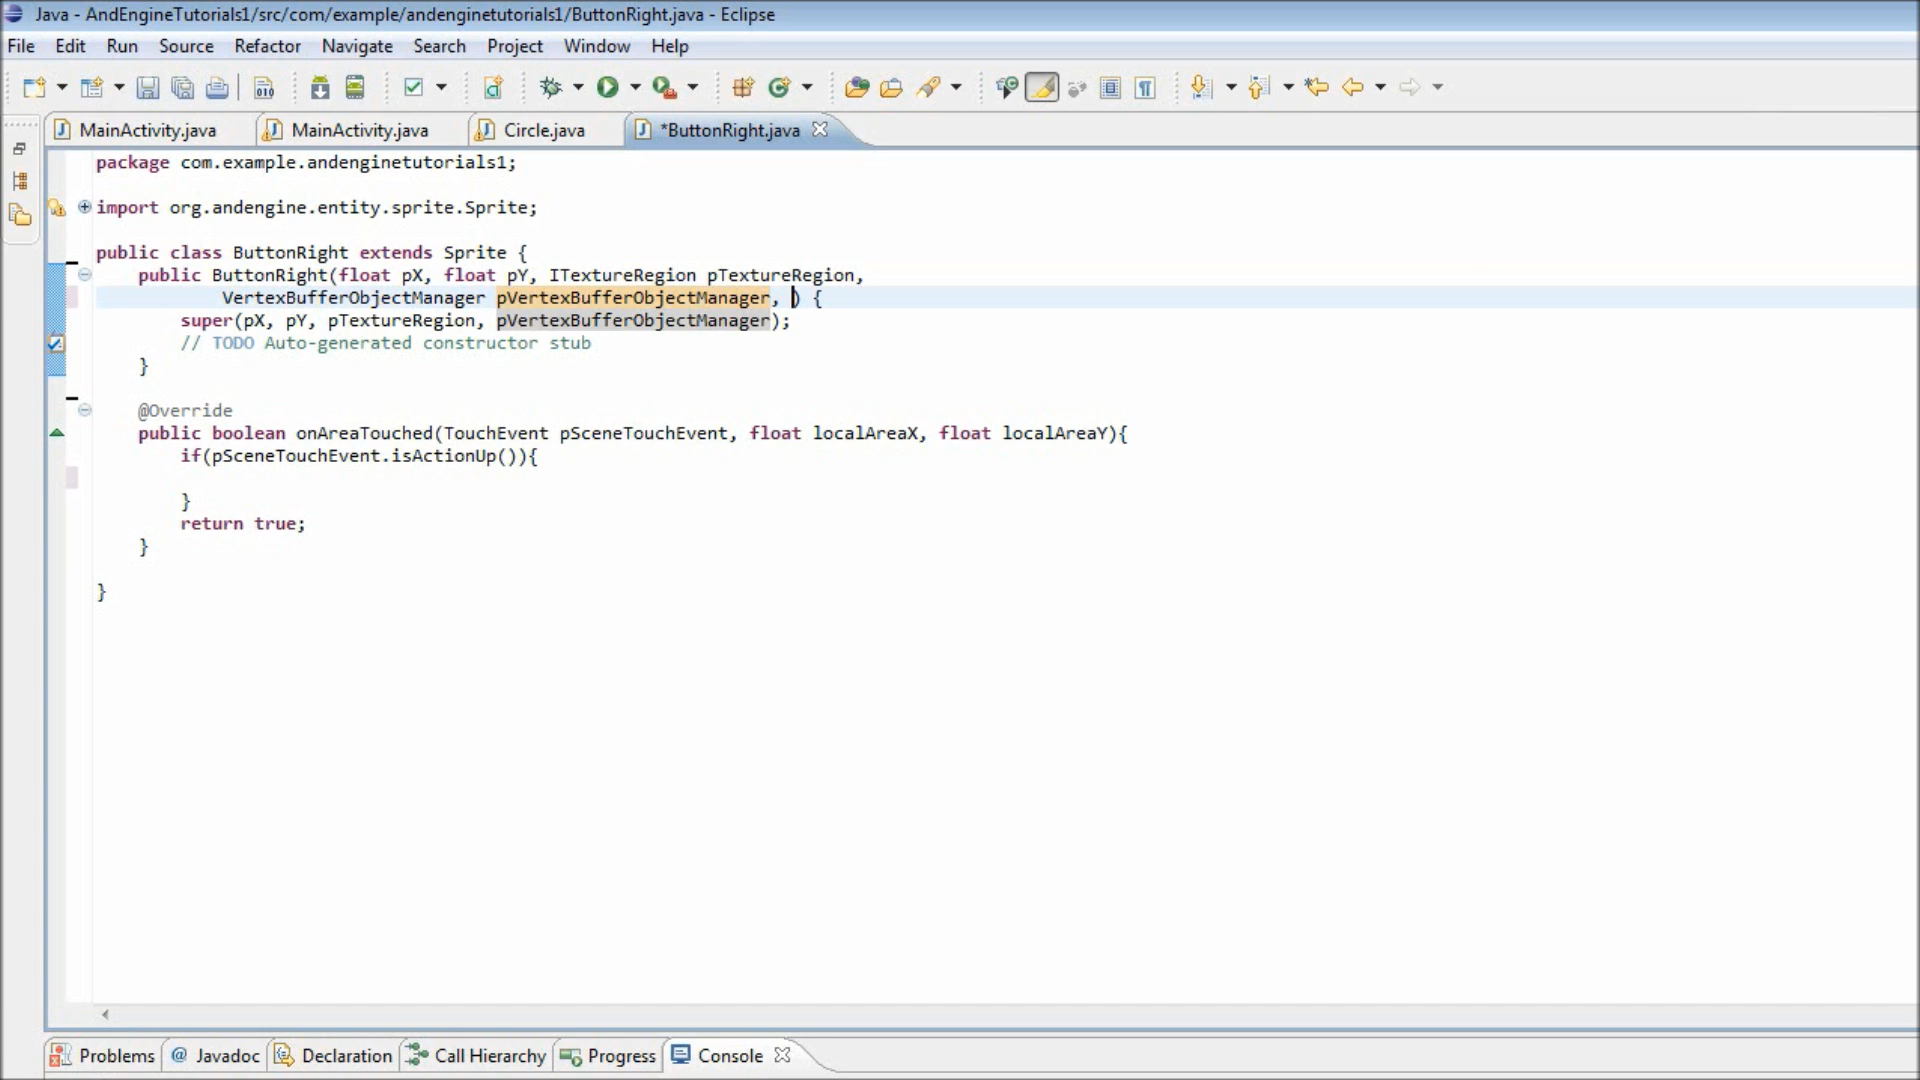 Java - AndEngineTutorials1/src/com/example/andenginetutorials1/ButtonRight.java - Eclipse
File Edit Run Source Refactor Navigate Search Project Window Help
MainActivity.java MainActivity.java Circle.java *ButtonRight.java
package com.example.andenginetutorials1;
import org.andengine.entity.sprite.Sprite;
public class ButtonRight extends Sprite {
public ButtonRight(float pX, float pY, ITextureRegion pTextureRegion,
VertexBufferObjectManager pVertexBufferObjectManager, ) {
super(pX, pY, pTextureRegion, pVertexBufferObjectManager);
// TODO Auto-generated constructor stub
}
@Override
public boolean onAreaTouched(TouchEvent pSceneTouchEvent, float localAreaX, float localAreaY){
if(pSceneTouchEvent.isActionUp()){
}
return true;
}
}
Problems @ Javadoc Declaration Call Hierarchy Progress Console